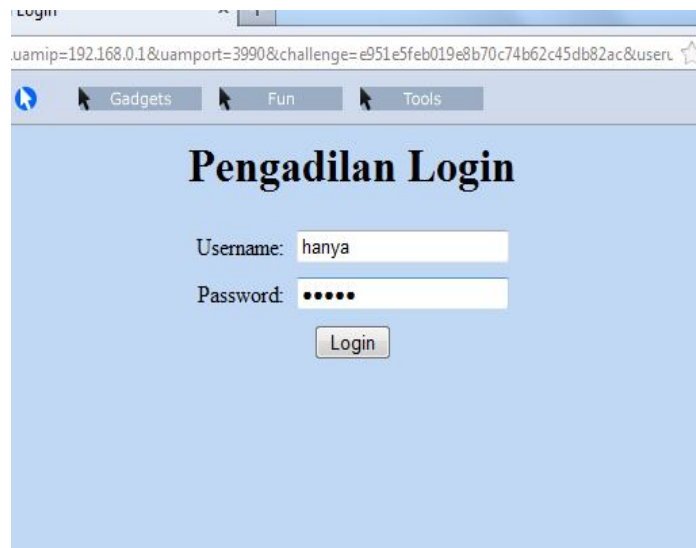 Login
.uamip=192.168.0.1&uamport=3990&challenge=e951e5feb019e8b70c74b62c45db82ac&useru
Gadgets Fun Tools
Pengadilan Login
Username: hanya
Password: •••••
Login